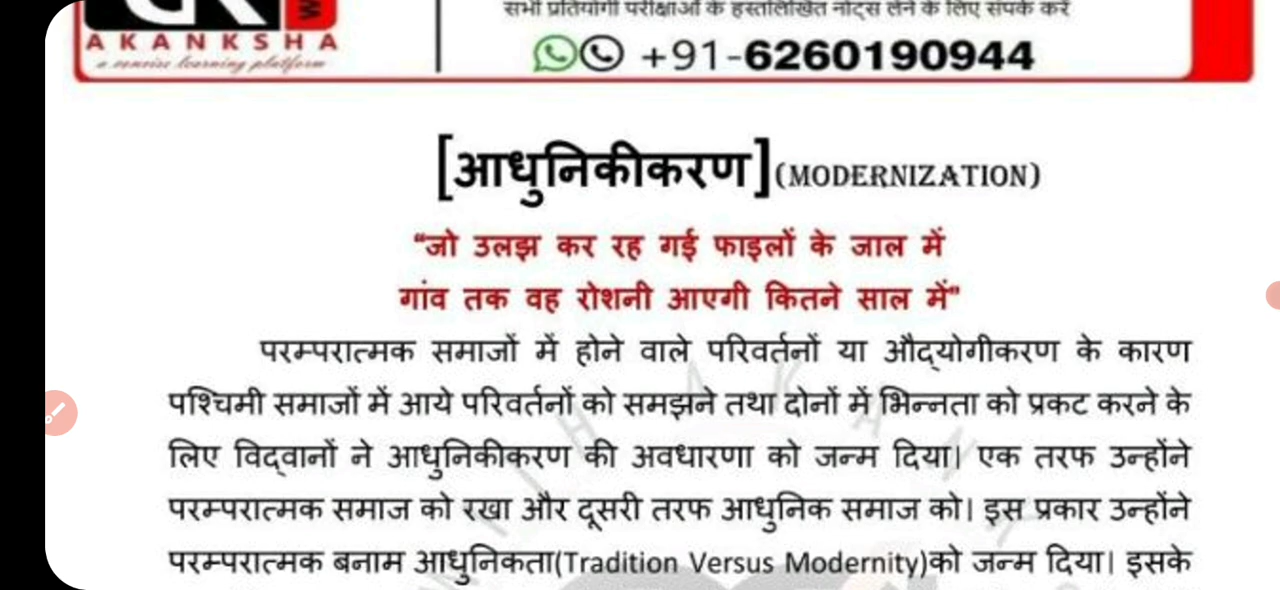 सभी प्रतियोगी परीक्षाओं के हस्तलिखित नोट्स लेने के लिए संपर्क करें
AKANKSHA
a concise learning platform
+91-6260190944
[आधुनिकीकरण](MODERNIZATION)
“जो उलझ कर रह गई फाइलों के जाल में
गांव तक वह रोशनी आएगी कितने साल में”
परम्परात्मक समाजों में होने वाले परिवर्तनों या औद्योगीकरण के कारण
पश्चिमी समाजों में आये परिवर्तनों को समझने तथा दोनों में भिन्नता को प्रकट करने के
लिए विद्वानों ने आधुनिकीकरण की अवधारणा को जन्म दिया। एक तरफ उन्होंने
परम्परात्मक समाज को रखा और दूसरी तरफ आधुनिक समाज को। इस प्रकार उन्होंने
परम्परात्मक बनाम आधुनिकता(Tradition Versus Modernity)को जन्म दिया। इसके